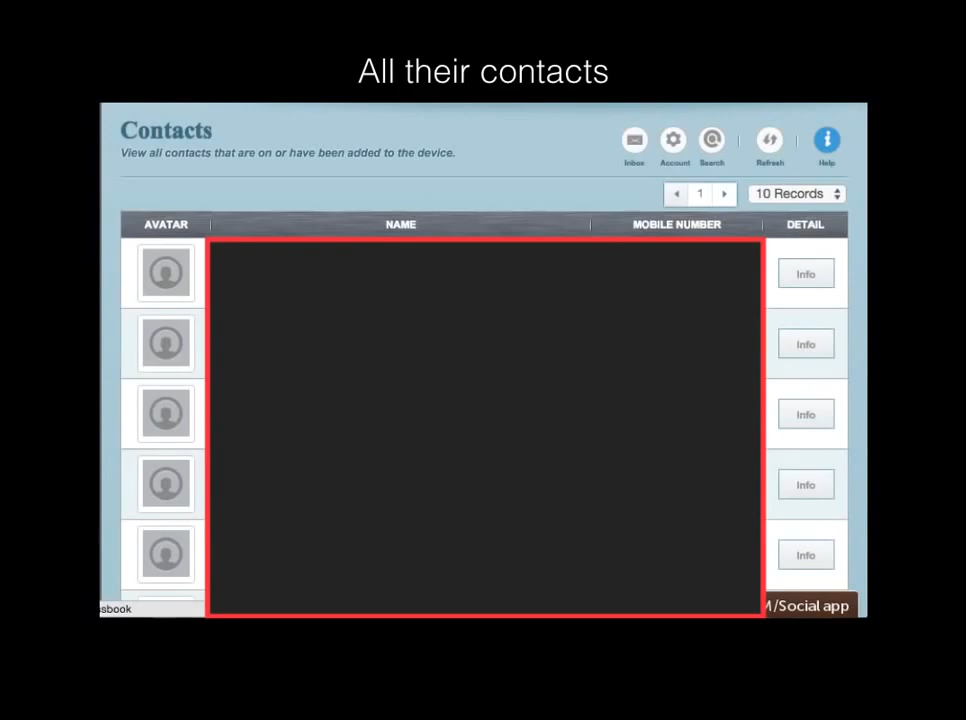 All their contacts
Contacts
View all contacts that are on or have been added to the device.
Inbox Account Search Refresh Help
1 10 Records
AVATAR NAME MOBILE NUMBER DETAIL
Info
Info
Info
Info
Info
/Social app